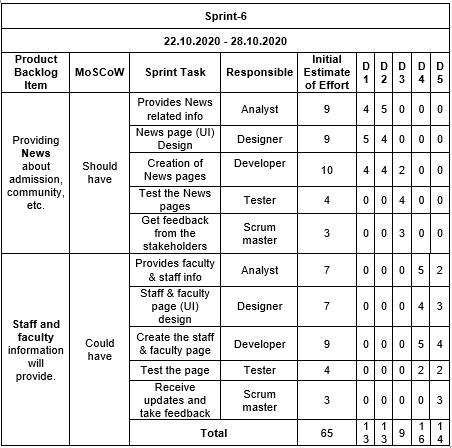 Sprint-6
22.10.2020 - 28.10.2020
Product Backlog Item MoSCoW Sprint Task Responsible Initial Estimate of Effort D1 D2 D3 D4 D5
Providing News about admission, community, etc. Should have
Provides News related info Analyst 9 4 5 0 0 0
News page (UI) Design Designer 9 5 4 0 0 0
Creation of News pages Developer 10 4 4 2 0 0
Test the News pages Tester 4 0 0 4 0 0
Get feedback from the stakeholders Scrum master 3 0 0 3 0 0
Staff and faculty information will provide. Could have
Provides faculty & staff info Analyst 7 0 0 0 5 2
Staff & faculty page (UI) design Designer 7 0 0 0 4 3
Create the staff & faculty page Developer 9 0 0 0 5 4
Test the page Tester 4 0 0 0 2 2
Receive updates and take feedback Scrum master 3 0 0 0 0 3
Total 65 13 13 9 16 14